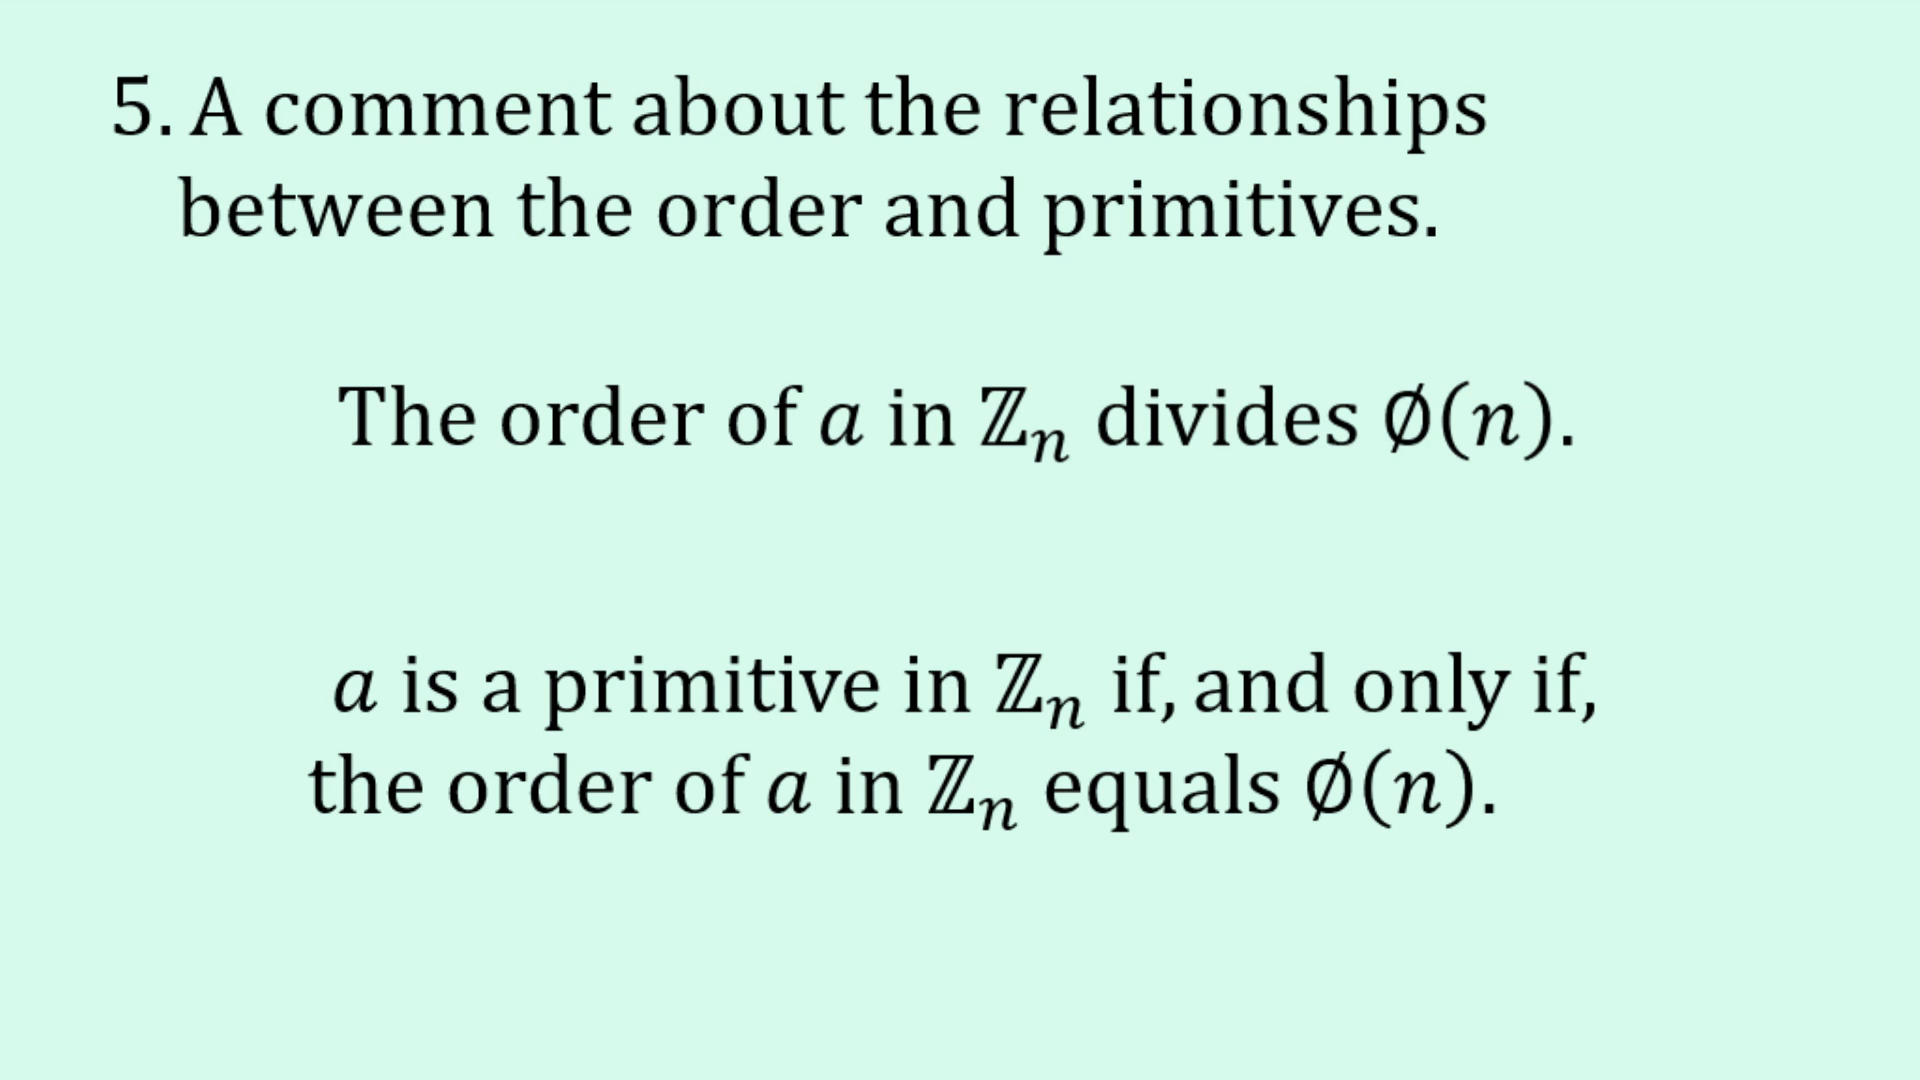 5. A comment about the relationships
between the order and primitives.
The order of a in ℤₙ divides ∅(n).
a is a primitive in ℤₙ if, and only if,
the order of a in ℤₙ equals ∅(n).